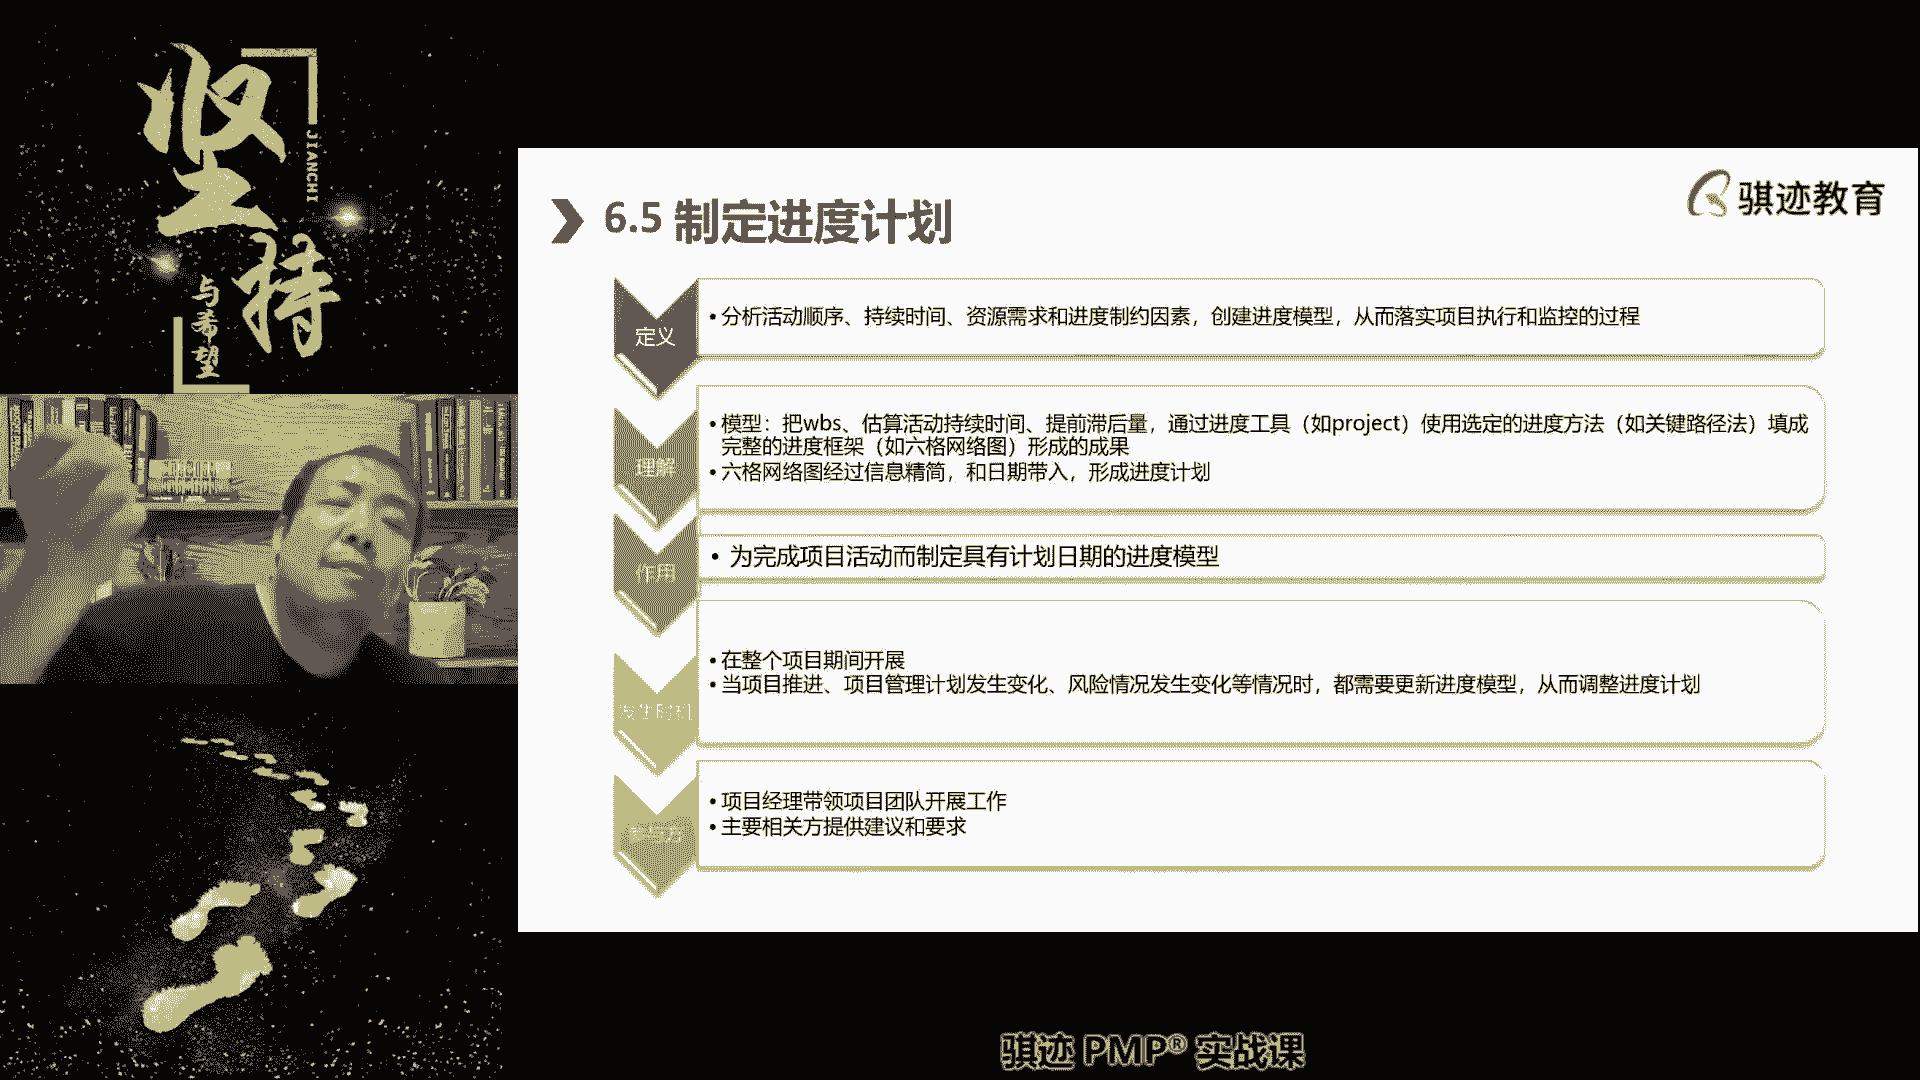 坚持
JIANCHI
与希望
骐迹教育
6.5 制定进度计划
定义
•分析活动顺序、持续时间、资源需求和进度制约因素，创建进度模型，从而落实项目执行和监控的过程
理解
•模型：把wbs、估算活动持续时间、提前滞后量，通过进度工具（如project）使用选定的进度方法（如关键路径法）填成
完整的进度框架（如六格网络图）形成的成果
•六格网络图经过信息精简，和日期带入，形成进度计划
作用
• 为完成项目活动而制定具有计划日期的进度模型
发生时机
•在整个项目期间开展
•当项目推进、项目管理计划发生变化、风险情况发生变化等情况时，都需要更新进度模型，从而调整进度计划
参与方
•项目经理带领项目团队开展工作
•主要相关方提供建议和要求
骐迹 PMP® 实战课